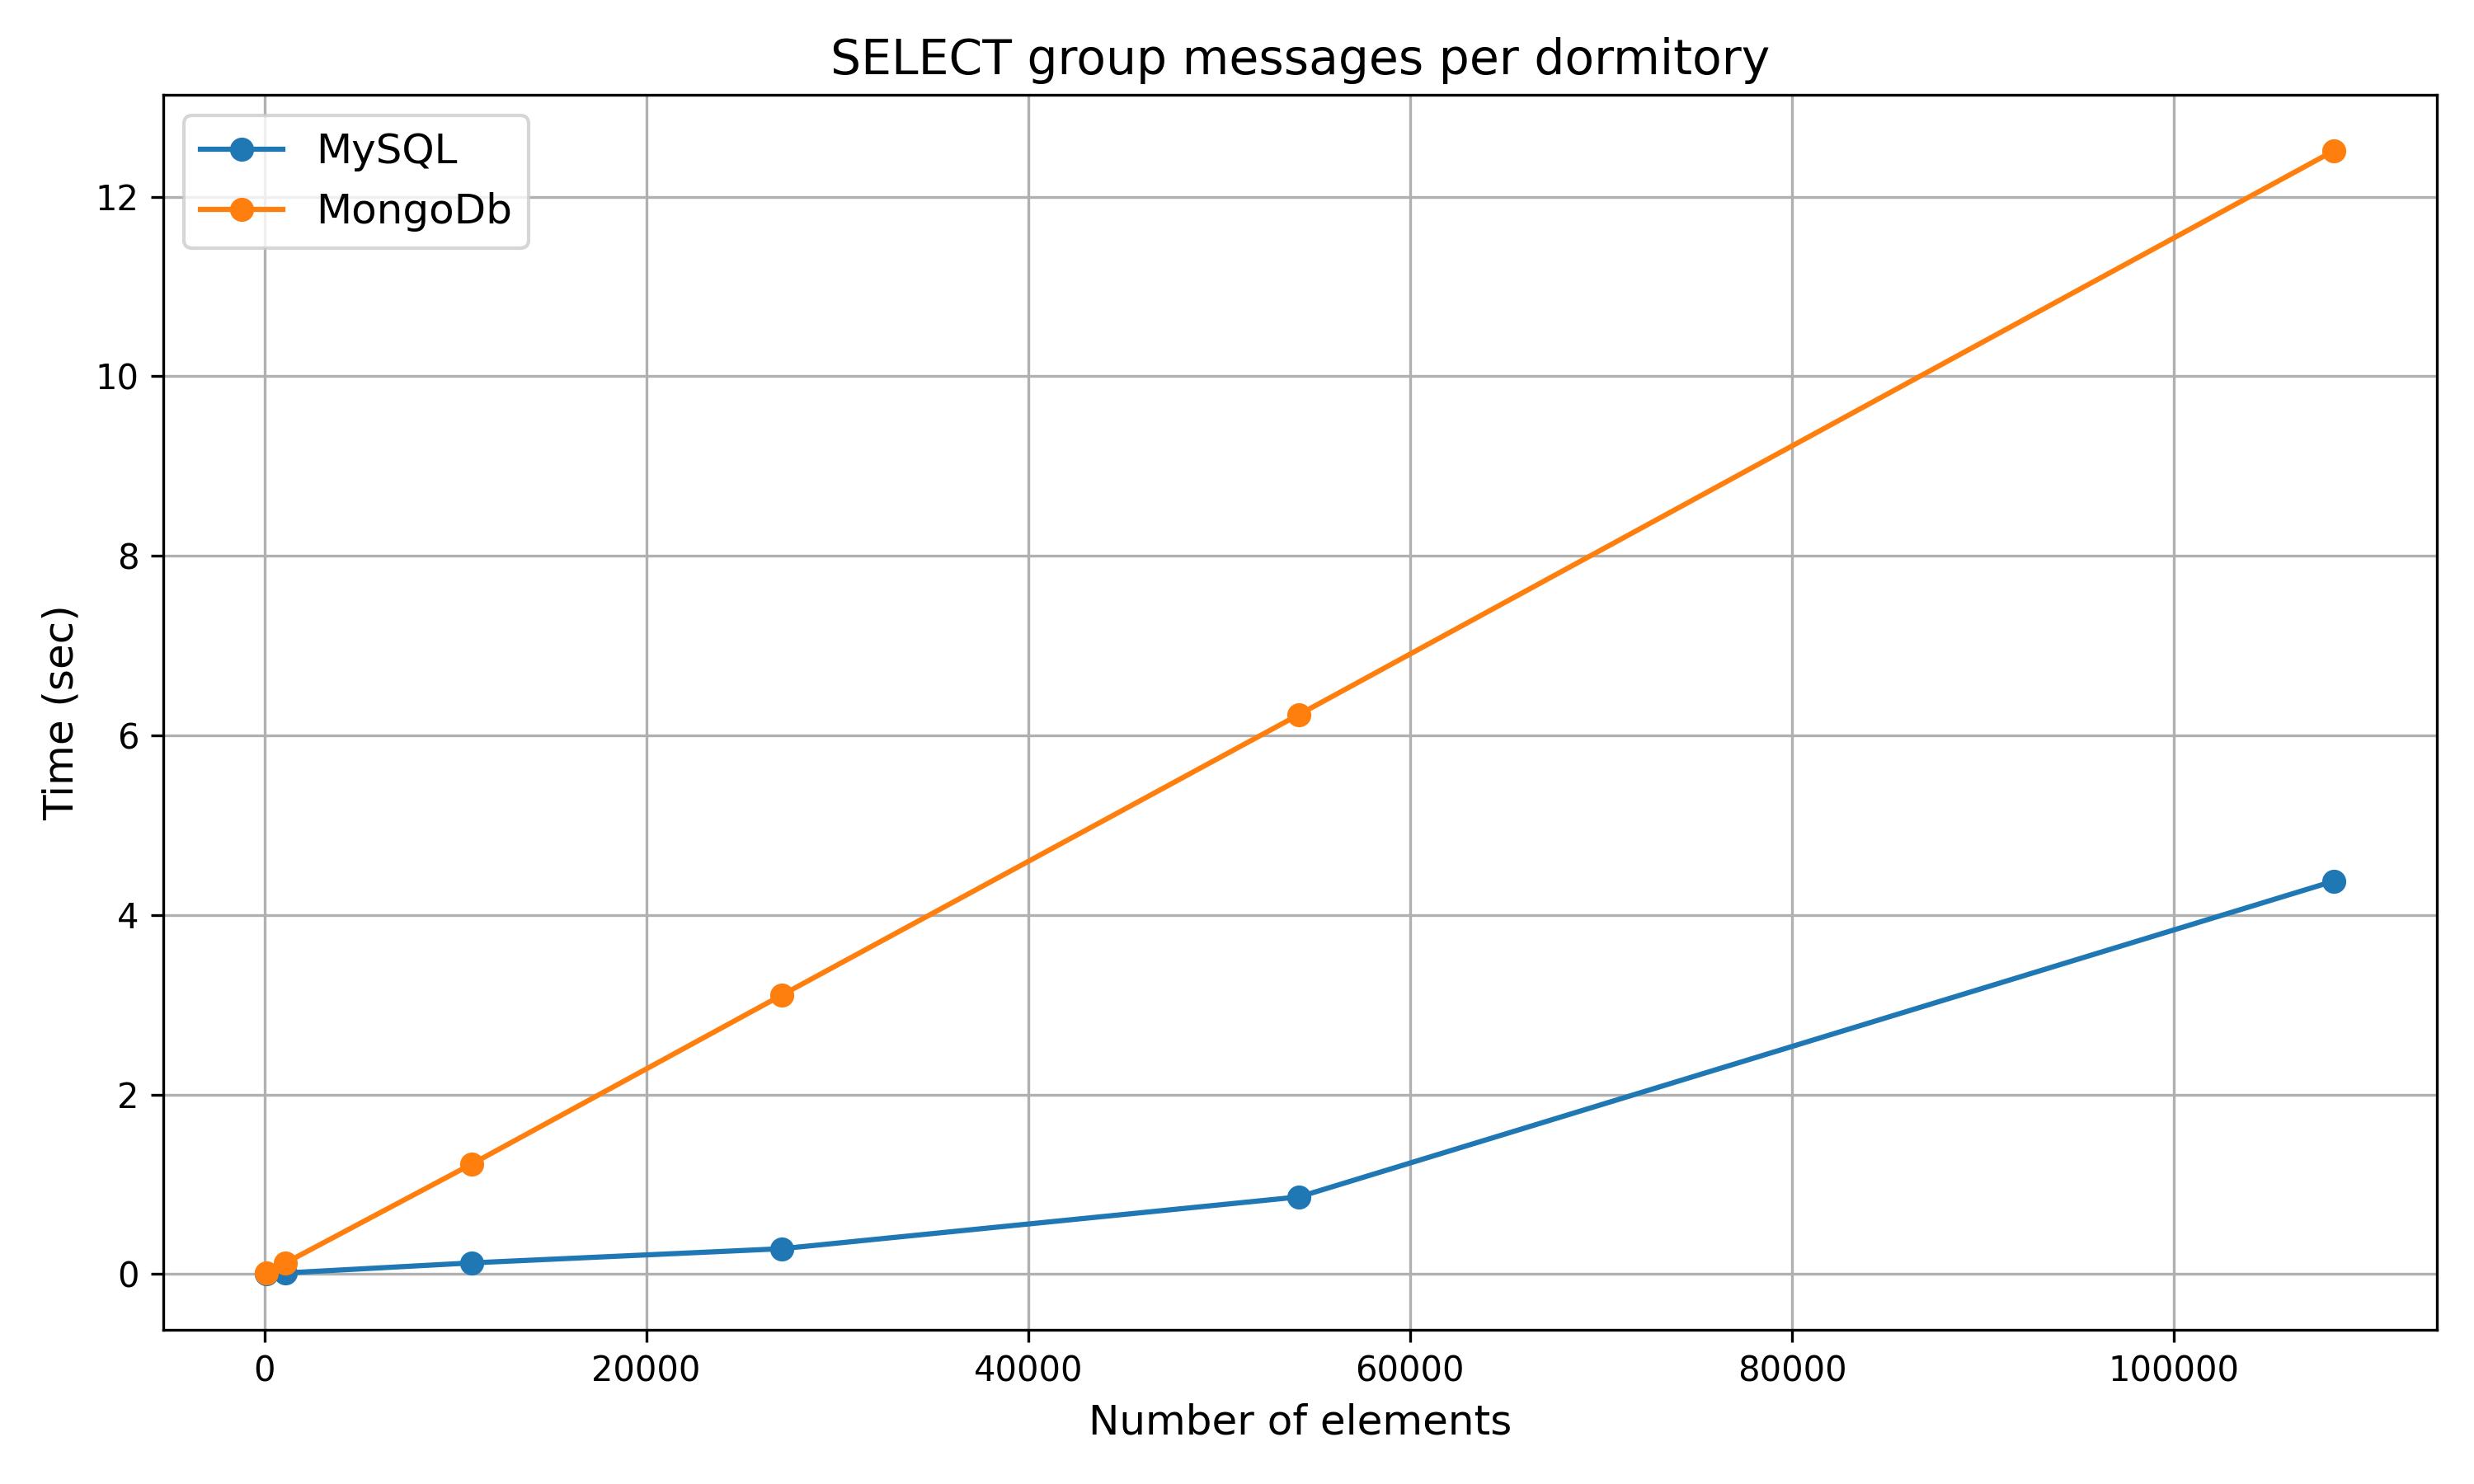 SELECT group messages per dormitory
MySQL
MongoDb
12
10
8
6
4
2
0
Time (sec)
0 20000 40000 60000 80000 100000
Number of elements